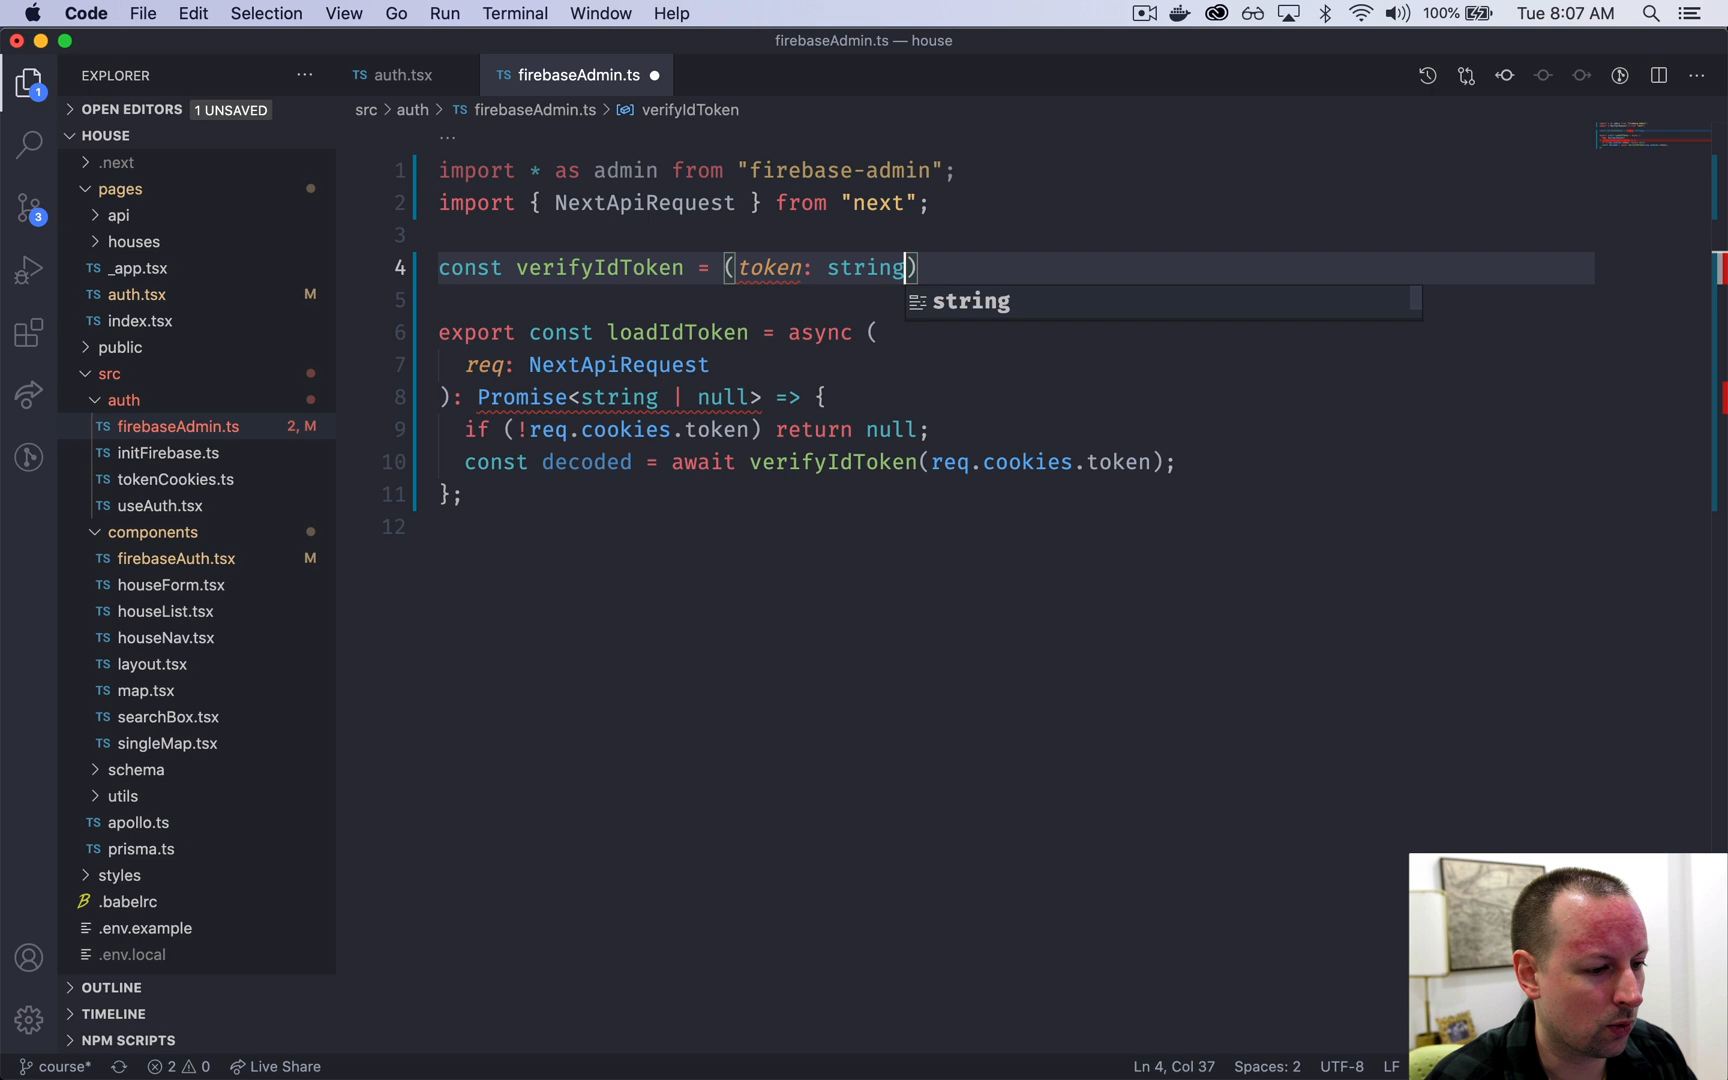 Code File Edit Selection View Go Run Terminal Window Help 100% Tue 8:07 AM
firebaseAdmin.ts — house
EXPLORER ...
TS auth.tsx
TS firebaseAdmin.ts
OPEN EDITORS 1 UNSAVED
src > auth > TS firebaseAdmin.ts > verifyIdToken
HOUSE
.next
pages
api
houses
TS _app.tsx
TS auth.tsx M
TS index.tsx
public
src
auth
TS firebaseAdmin.ts 2, M
TS initFirebase.ts
TS tokenCookies.ts
TS useAuth.tsx
components
TS firebaseAuth.tsx M
TS houseForm.tsx
TS houseList.tsx
TS houseNav.tsx
TS layout.tsx
TS map.tsx
TS searchBox.tsx
TS singleMap.tsx
schema
utils
TS apollo.ts
TS prisma.ts
styles
.babelrc
.env.example
.env.local
OUTLINE
TIMELINE
NPM SCRIPTS
1
3
...
1 import * as admin from "firebase-admin";
2 import { NextApiRequest } from "next";
3
4 const verifyIdToken = (token: string)
string
5
6 export const loadIdToken = async (
7 req: NextApiRequest
8 ): Promise<string | null> => {
9 if (!req.cookies.token) return null;
10 const decoded = await verifyIdToken(req.cookies.token);
11 };
12
course* 2 0 Live Share Ln 4, Col 37 Spaces: 2 UTF-8 LF